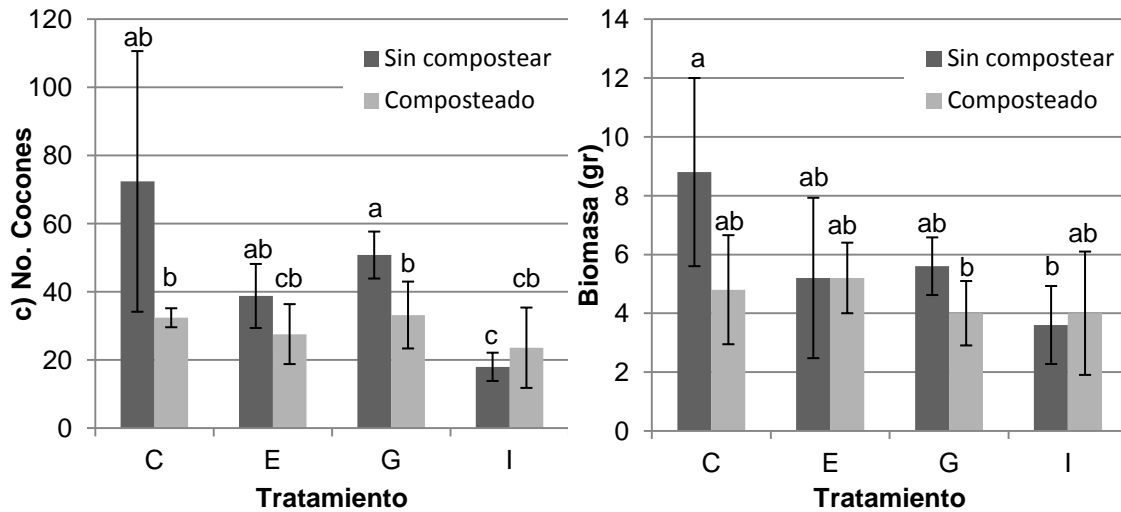 c) No. Cocones
120
100
80
60
40
20
0
Sin compostear
Composteado
ab
b
ab
cb
a
b
c
cb
C E G I
Tratamiento
Biomasa (gr)
14
12
10
8
6
4
2
0
Sin compostear
Composteado
a
ab
ab
ab
ab
b
b
ab
C E G I
Tratamiento